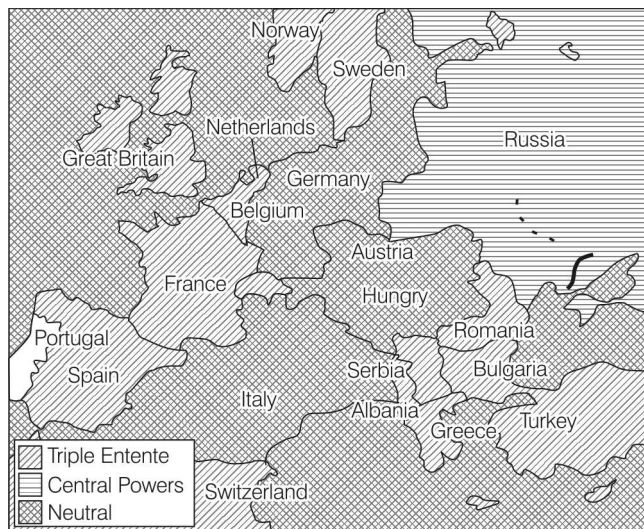 Norway
Sweden
Netherlands
Russia
Great Britain
Germany
Belgium
Austria
France
Hungry
Romania
Portugal
Serbia
Bulgaria
Spain
Italy
Albania
Greece
Turkey
Triple Entente
Central Powers
Switzerland
Neutral